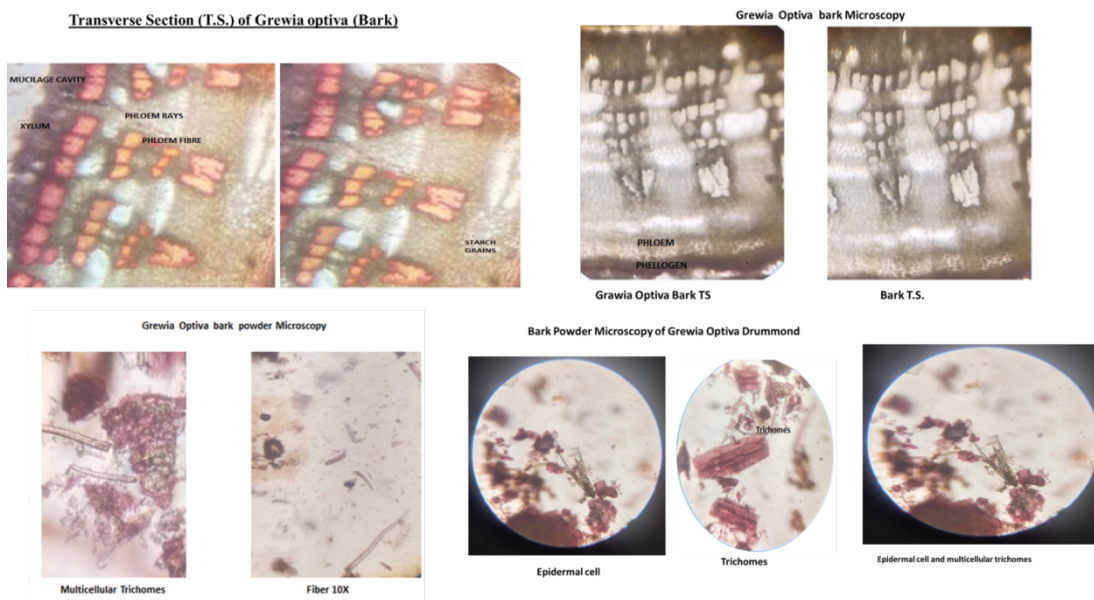 Transverse Section (T.S.) of Grewia optiva (Bark)
MUCILAGE CAVITY
PHLOEM RAYS
XYLUM
PHLOEM FIBRE
STARCH
GRAINS
Grewia Optiva bark Microscopy
PHLOEM
PHELLOGEN
Grawia Optiva Bark TS
Bark T.S.
Grewia Optiva bark powder Microscopy
Multicellular Trichomes
Fiber 10X
Bark Powder Microscopy of Grewia Optiva Drummond
Trichomes
Epidermal cell
Trichomes
Epidermal cell and multicellular trichomes